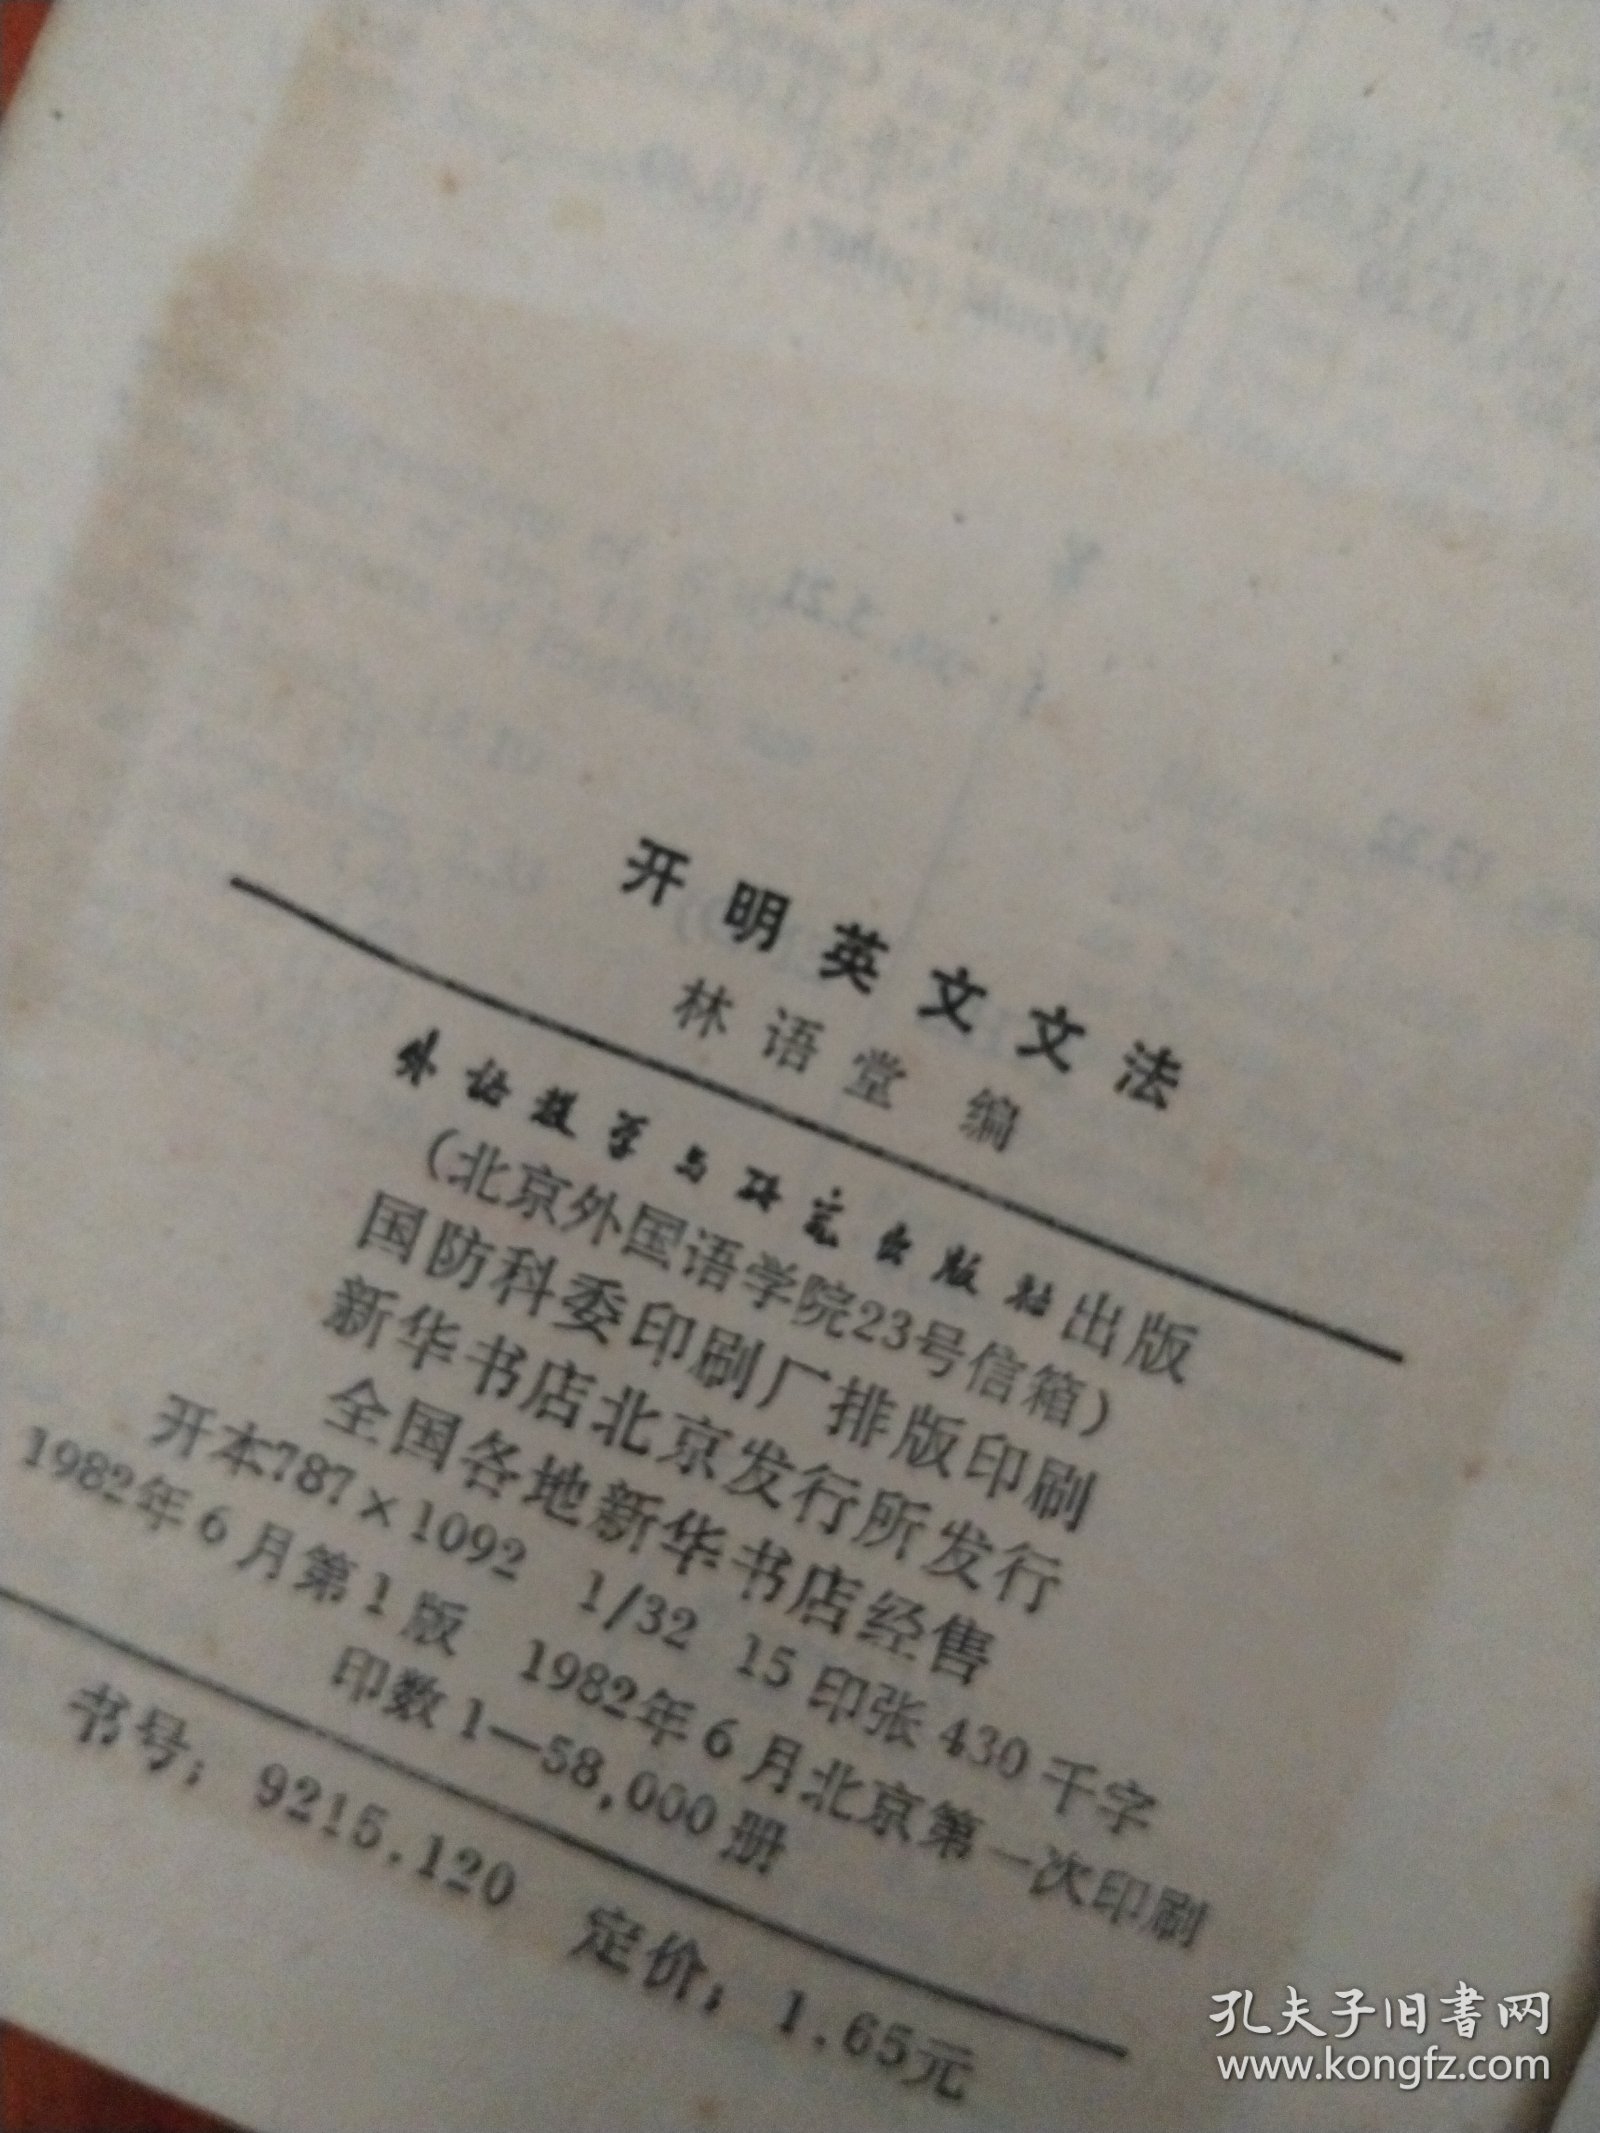 开明英文文法
林语堂 编
外语教学与研究出版社出版
(北京外国语学院23号信箱)
国防科委印刷厂排版印刷
新华书店北京发行所发行
全国各地新华书店经售
开本787×1092 1/32 15印张 430千字
1982年6月第1版 1982年6月北京第一次印刷
印数1—58,000册
书号: 9215.120 定价: 1.65元
孔夫子旧書网
www.kongfz.com